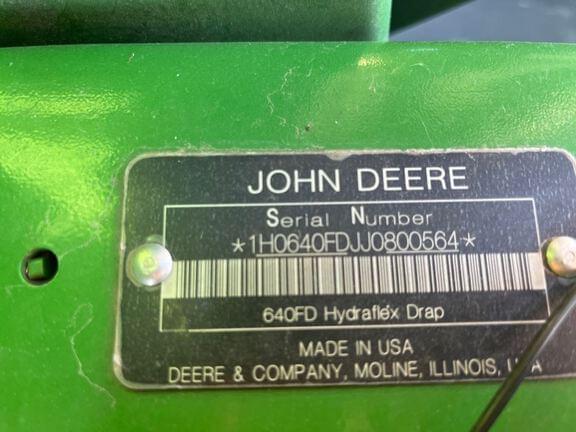 JOHN DEERE
Serial Number
*1H0640FDJJ0800564*
640FD Hydraflex Drap
MADE IN USA
DEERE & COMPANY, MOLINE, ILLINOIS,